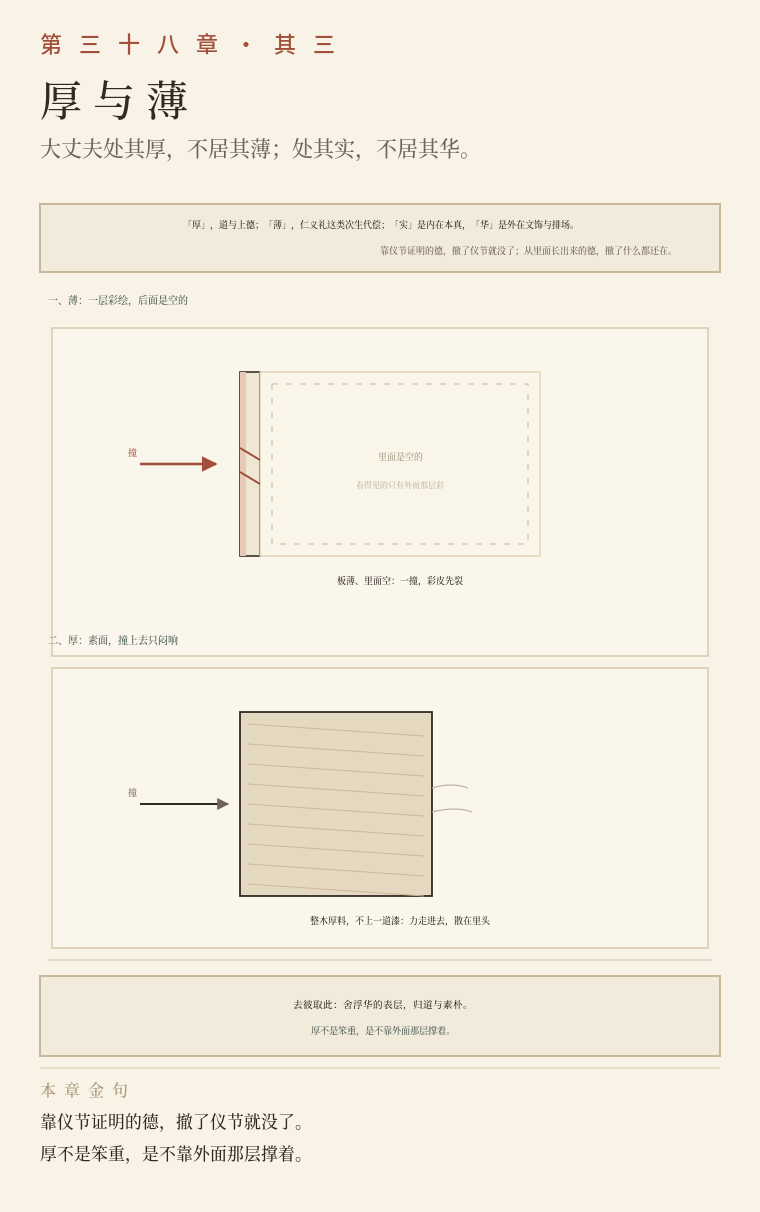 第三十八章·其三
厚与薄
大丈夫处其厚，不居其薄；处其实，不居其华。
「厚」，道与上德；「薄」，仁义礼这类次生代偿；「实」是内在本真，「华」是外在文饰与排场。
靠仪节证明的德，撤了仪节就没了；从里面长出来的德，撤了什么都还在。
一、薄：一层彩绘，后面是空的
撞
里面是空的
看得见的只有外面那层彩
板薄、里面空：一撞，彩皮先裂
二、厚：素面，撞上去只闷响
撞
整木厚料，不上一道漆：力走进去，散在里头
去彼取此：舍浮华的表层，归道与素朴。
厚不是笨重，是不靠外面那层撑着。
本章金句
靠仪节证明的德，撤了仪节就没了。
厚不是笨重，是不靠外面那层撑着。